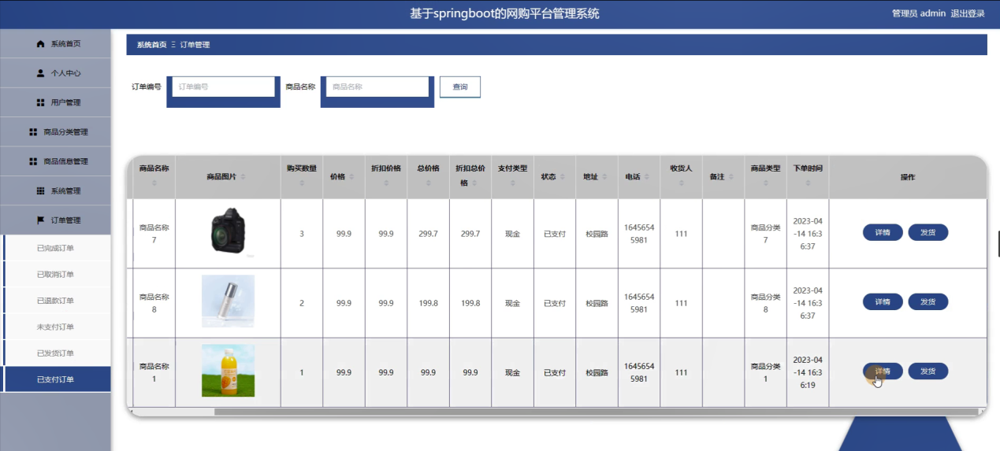 基于springboot的网购平台管理系统
管理员 admin 退出登录
系统首页
个人中心
用户管理
商品分类管理
商品信息管理
系统管理
订单管理
已完成订单
已取消订单
已退款订单
未支付订单
已发货订单
已支付订单
系统首页 订单管理
订单编号 订单编号 商品名称 商品名称 查询
商品名称 商品图片 购买数量 价格 折扣价格 总价格 折扣总价格 支付类型 状态 地址 电话 收货人 备注 商品类型 下单时间 操作
商品名称7 3 99.9 99.9 299.7 299.7 现金 已支付 校园路 16456545981 111 商品分类7 2023-04-14 16:36:37 详情 发货
商品名称8 2 99.9 99.9 199.8 199.8 现金 已支付 校园路 16456545981 111 商品分类8 2023-04-14 16:36:37 详情 发货
商品名称1 1 99.9 99.9 99.9 99.9 现金 已支付 校园路 16456545981 111 商品分类1 2023-04-14 16:36:19 详情 发货